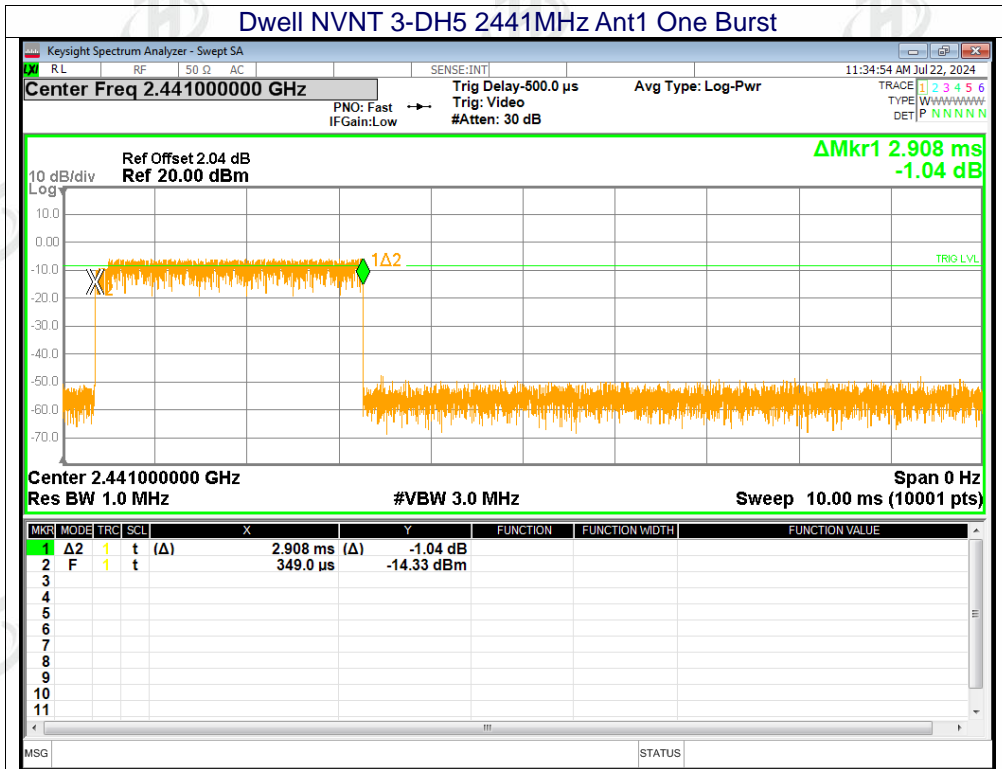 Dwell NVNT 3-DH5 2441MHz Ant1 One Burst
Keysight Spectrum Analyzer - Swept SA
LXI RL RF 50 Ω AC SENSE:INT 11:34:54 AM Jul 22, 2024
Center Freq 2.441000000 GHz Trig Delay-500.0 µs Avg Type: Log-Pwr TRACE 1 2 3 4 5 6
PNO: Fast Trig: Video TYPE WWWWWWW
IFGain:Low #Atten: 30 dB DET P N N N N N
ΔMkr1 2.908 ms
Ref Offset 2.04 dB
10 dB/div Ref 20.00 dBm -1.04 dB
Log
10.0
0.00
1Δ2
TRIG LVL
-10.0
-20.0
-30.0
-40.0
-50.0
-60.0
-70.0
Center 2.441000000 GHz Span 0 Hz
Res BW 1.0 MHz #VBW 3.0 MHz Sweep 10.00 ms (10001 pts)
MKR MODE TRC SCL X Y FUNCTION FUNCTION WIDTH FUNCTION VALUE
1 Δ2 1 t (Δ) 2.908 ms (Δ) -1.04 dB
2 F 1 t 349.0 µs -14.33 dBm
3
4
5
6
7
8
9
10
11
MSG STATUS